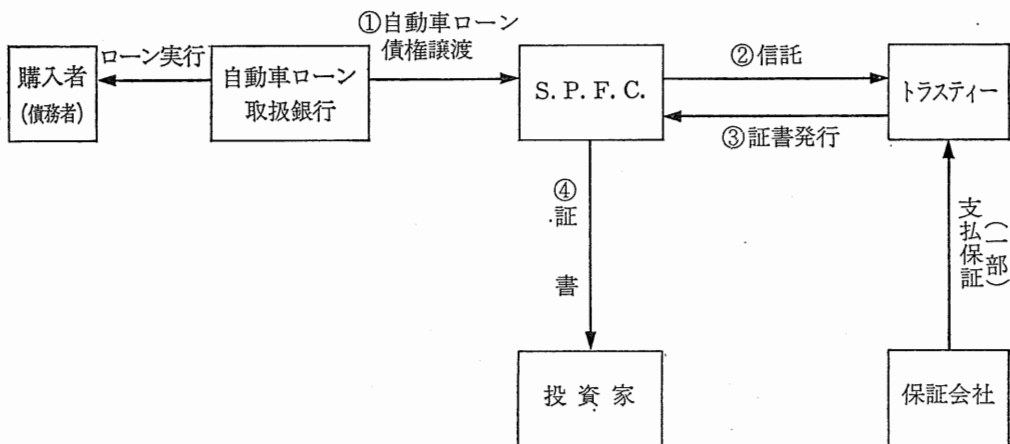 購入者
(債務者)
ローン実行
自動車ローン
取扱銀行
①自動車ローン
債権譲渡
S. P. F. C.
②信託
③証書発行
トラスティー
④証書
支払保証
(一部)
投資家
保証会社